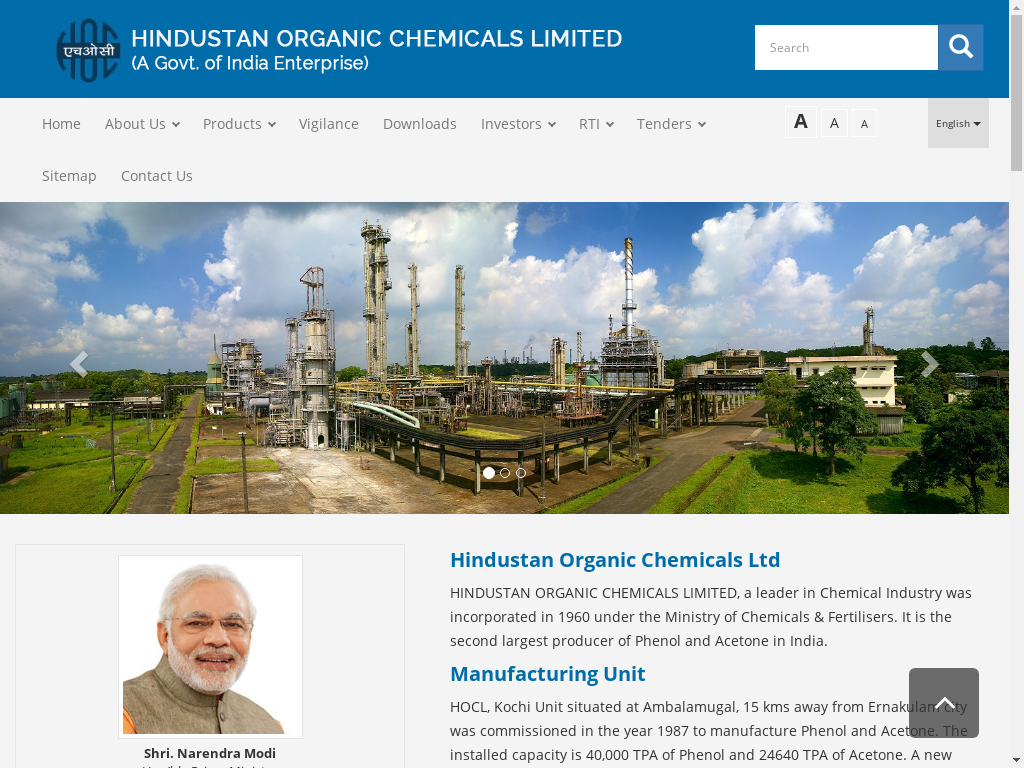 एचओसी
HINDUSTAN ORGANIC CHEMICALS LIMITED
(A Govt. of India Enterprise)
Search
Home About Us Products Vigilance Downloads Investors RTI Tenders
A A A
English
Sitemap Contact Us
Shri. Narendra Modi
Hindustan Organic Chemicals Ltd
HINDUSTAN ORGANIC CHEMICALS LIMITED, a leader in Chemical Industry was
incorporated in 1960 under the Ministry of Chemicals & Fertilisers. It is the
second largest producer of Phenol and Acetone in India.
Manufacturing Unit
HOCL, Kochi Unit situated at Ambalamugal, 15 kms away from Ernakulam city
was commissioned in the year 1987 to manufacture Phenol and Acetone. The
installed capacity is 40,000 TPA of Phenol and 24640 TPA of Acetone. A new